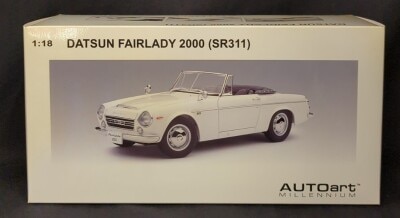 1:18 DATSUN FAIRLADY 2000 (SR311)
AUTOart
MILLENNIUM